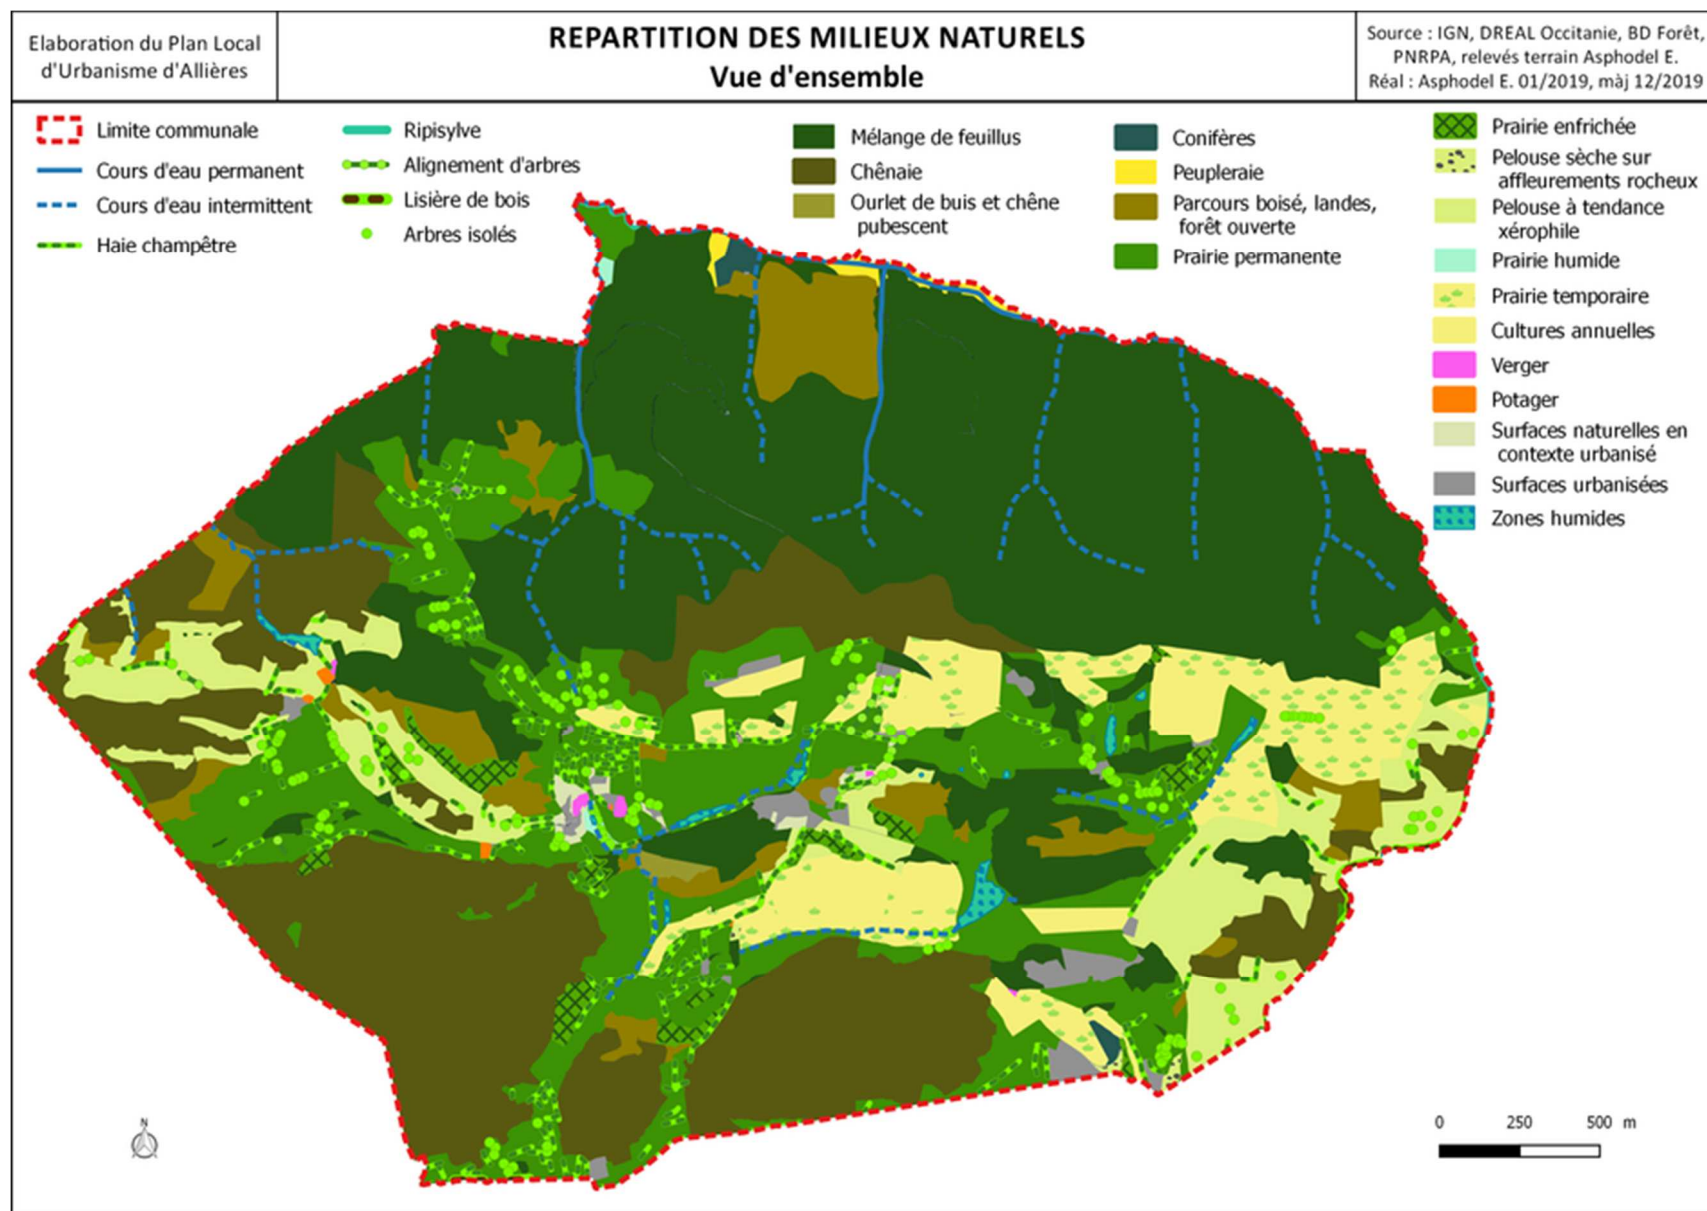 Elaboration du Plan Local
d'Urbanisme d'Allières
REPARTITION DES MILIEUX NATURELS
Vue d'ensemble
Source : IGN, DREAL Occitanie, BD Forêt,
PNRPA, relevés terrain Asphodel E.
Réal : Asphodel E. 01/2019, màj 12/2019
Limite communale
Cours d'eau permanent
Cours d'eau intermittent
Haie champêtre
Ripisylve
Alignement d'arbres
Lisière de bois
Arbres isolés
Mélange de feuillus
Chênaie
Ourlet de buis et chêne
pubescent
Conifères
Peupleraie
Parcours boisé, landes,
forêt ouverte
Prairie permanente
Prairie enfrichée
Pelouse sèche sur
affleurements rocheux
Pelouse à tendance
xérophile
Prairie humide
Prairie temporaire
Cultures annuelles
Verger
Potager
Surfaces naturelles en
contexte urbanisé
Surfaces urbanisées
Zones humides
N
0 250 500 m